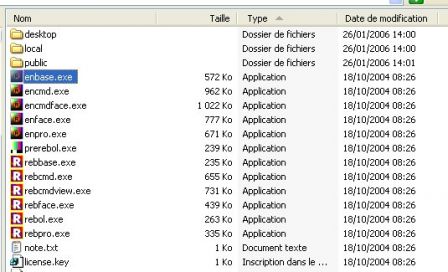 Nom Taille Type Date de modification
desktop Dossier de fichiers 26/01/2006 14:00
local Dossier de fichiers 26/01/2006 14:00
public Dossier de fichiers 26/01/2006 14:01
enbase.exe 572 Ko Application 18/10/2004 08:26
encmd.exe 962 Ko Application 18/10/2004 08:26
encmdface.exe 1 022 Ko Application 18/10/2004 08:26
enface.exe 777 Ko Application 18/10/2004 08:26
enpro.exe 671 Ko Application 18/10/2004 08:26
prerebol.exe 239 Ko Application 18/10/2004 08:26
rebbase.exe 235 Ko Application 18/10/2004 08:26
rebcmd.exe 655 Ko Application 18/10/2004 08:26
rebcmdview.exe 731 Ko Application 18/10/2004 08:26
rebface.exe 439 Ko Application 18/10/2004 08:26
rebol.exe 263 Ko Application 18/10/2004 08:26
rebpro.exe 335 Ko Application 18/10/2004 08:26
note.txt 1 Ko Document texte 18/10/2004 08:26
license.key 1 Ko Inscription dans le ... 18/10/2004 08:26